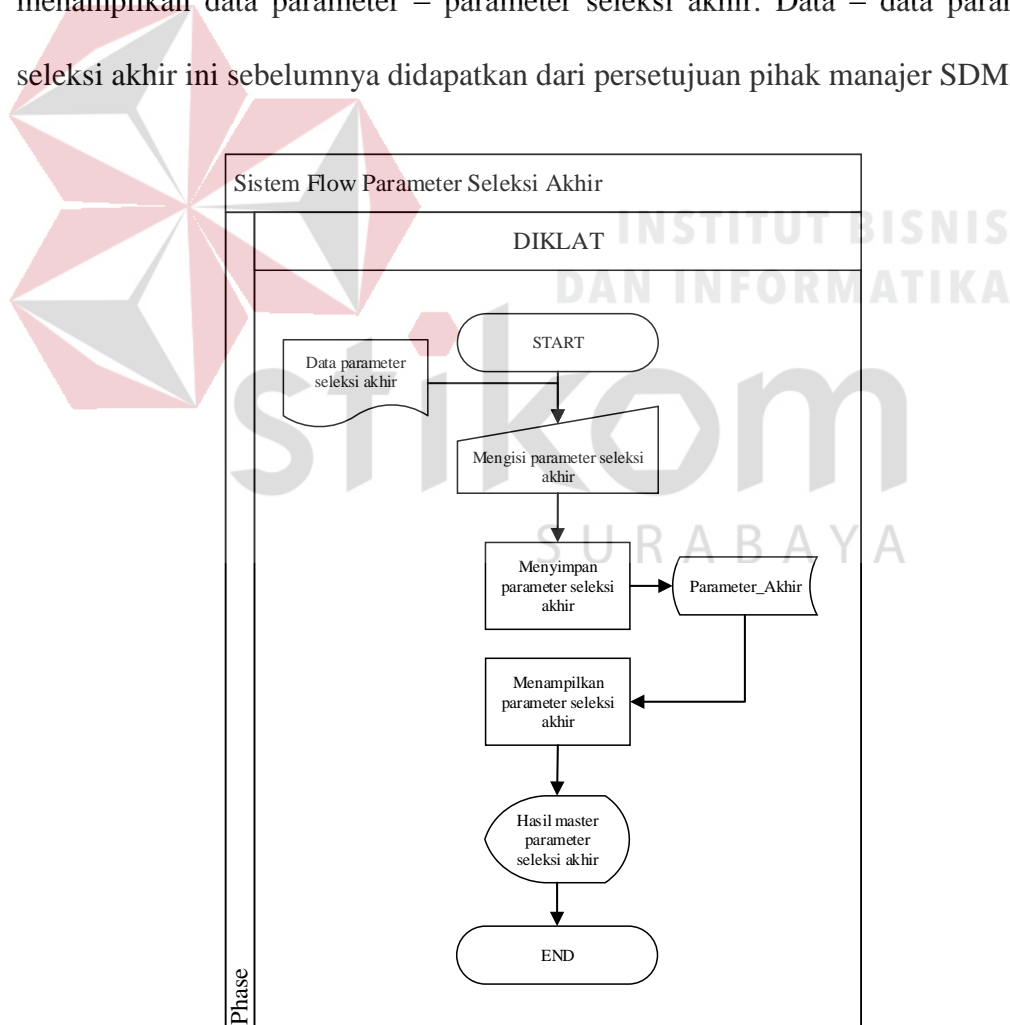 menampilkan data parameter – parameter seleksi akhir. Data – data
seleksi akhir ini sebelumnya didapatkan dari persetujuan pihak manajer SDM
Sistem Flow Parameter Seleksi Akhir
INSTITUT BISNIS
DAN INFORMATIKA
DIKLAT
START
Data parameter
seleksi akhir
stikom
Mengisi parameter seleksi
akhir
SURABAYA
Menyimpan
parameter seleksi
akhir
Parameter_Akhir
Menampilkan
parameter seleksi
akhir
Hasil master
parameter
seleksi akhir
END
Phase